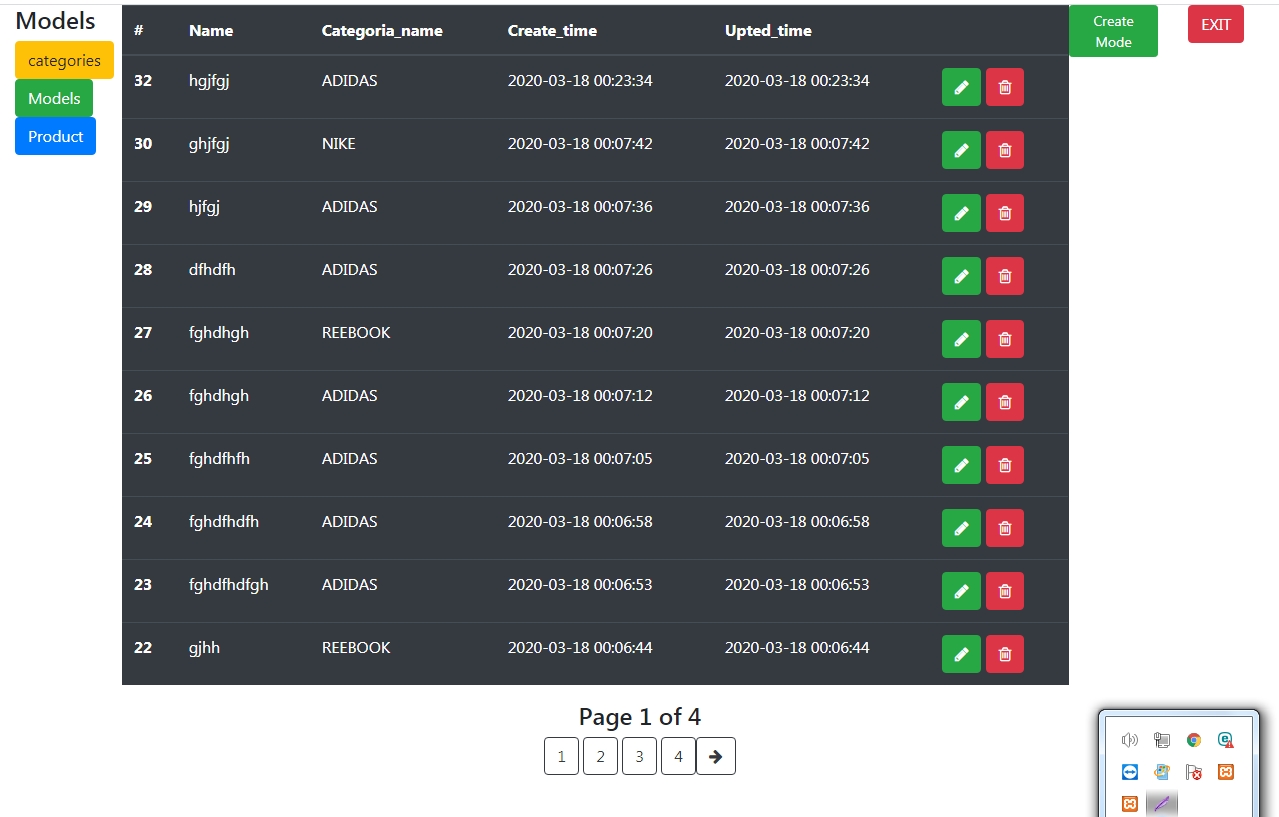 Models
categories
Models
Product
# Name Categoria_name Create_time Upted_time
32 hgjfgj ADIDAS 2020-03-18 00:23:34 2020-03-18 00:23:34
30 ghjfgj NIKE 2020-03-18 00:07:42 2020-03-18 00:07:42
29 hjfgj ADIDAS 2020-03-18 00:07:36 2020-03-18 00:07:36
28 dfhdfh ADIDAS 2020-03-18 00:07:26 2020-03-18 00:07:26
27 fghdhgh REEBOOK 2020-03-18 00:07:20 2020-03-18 00:07:20
26 fghdhgh ADIDAS 2020-03-18 00:07:12 2020-03-18 00:07:12
25 fghdfhfh ADIDAS 2020-03-18 00:07:05 2020-03-18 00:07:05
24 fghdfhdfh ADIDAS 2020-03-18 00:06:58 2020-03-18 00:06:58
23 fghdfhdfgh ADIDAS 2020-03-18 00:06:53 2020-03-18 00:06:53
22 gjhh REEBOOK 2020-03-18 00:06:44 2020-03-18 00:06:44
Create
Mode
EXIT
Page 1 of 4
1 2 3 4